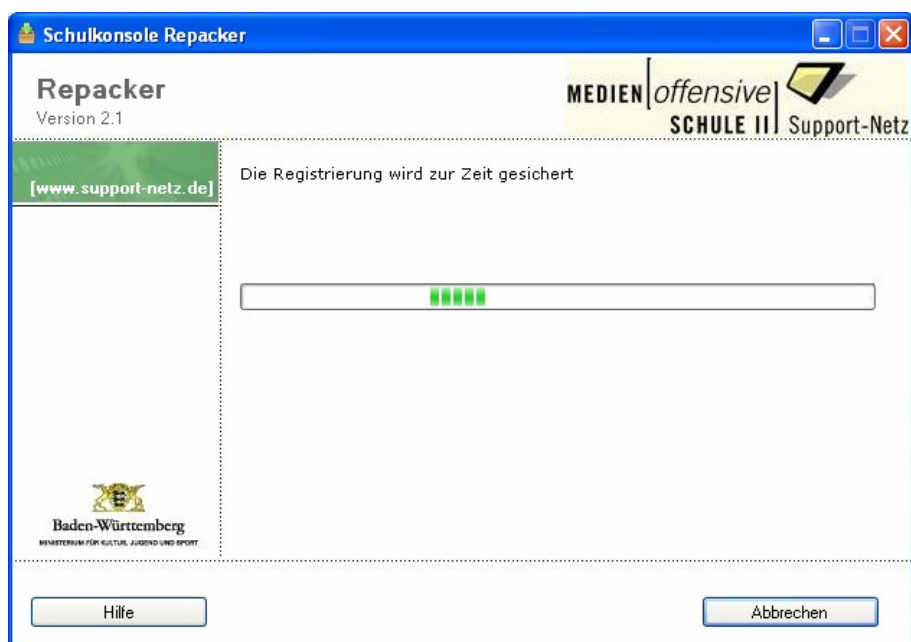 Schulkonsole Repacker
Repacker
Version 2.1
MEDIEN offensive
SCHULE II Support-Netz
[www.support-netz.de]
Die Registrierung wird zur Zeit gesichert
Baden-Württemberg
MINISTERIUM FÜR KULTUS, JUGEND UND SPORT
Hilfe
Abbrechen